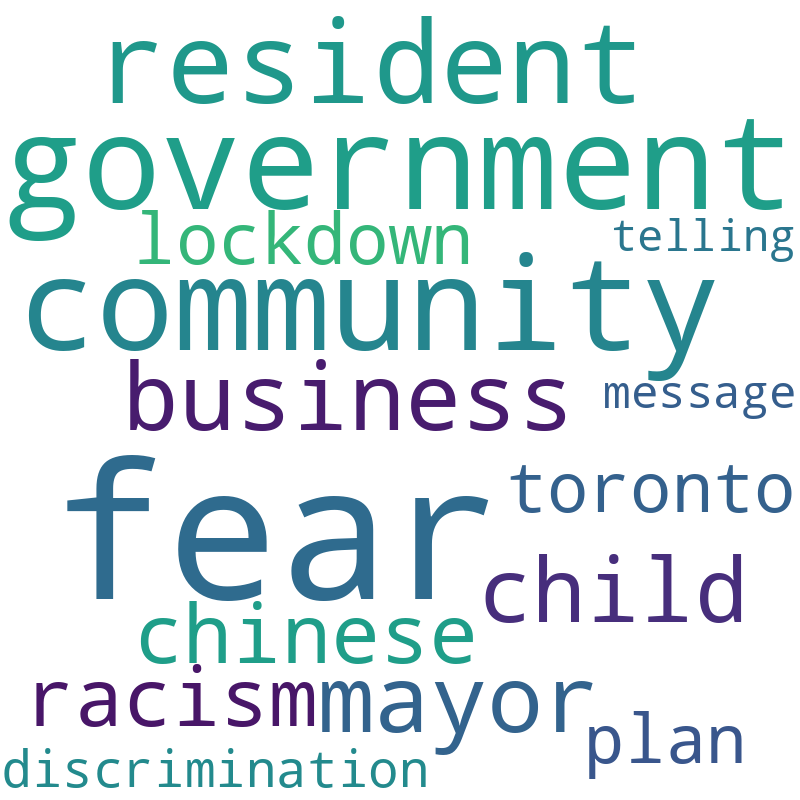 resident
government
lockdown telling
community
business message
fear toronto
child
chinese
racism mayor
plan
discrimination